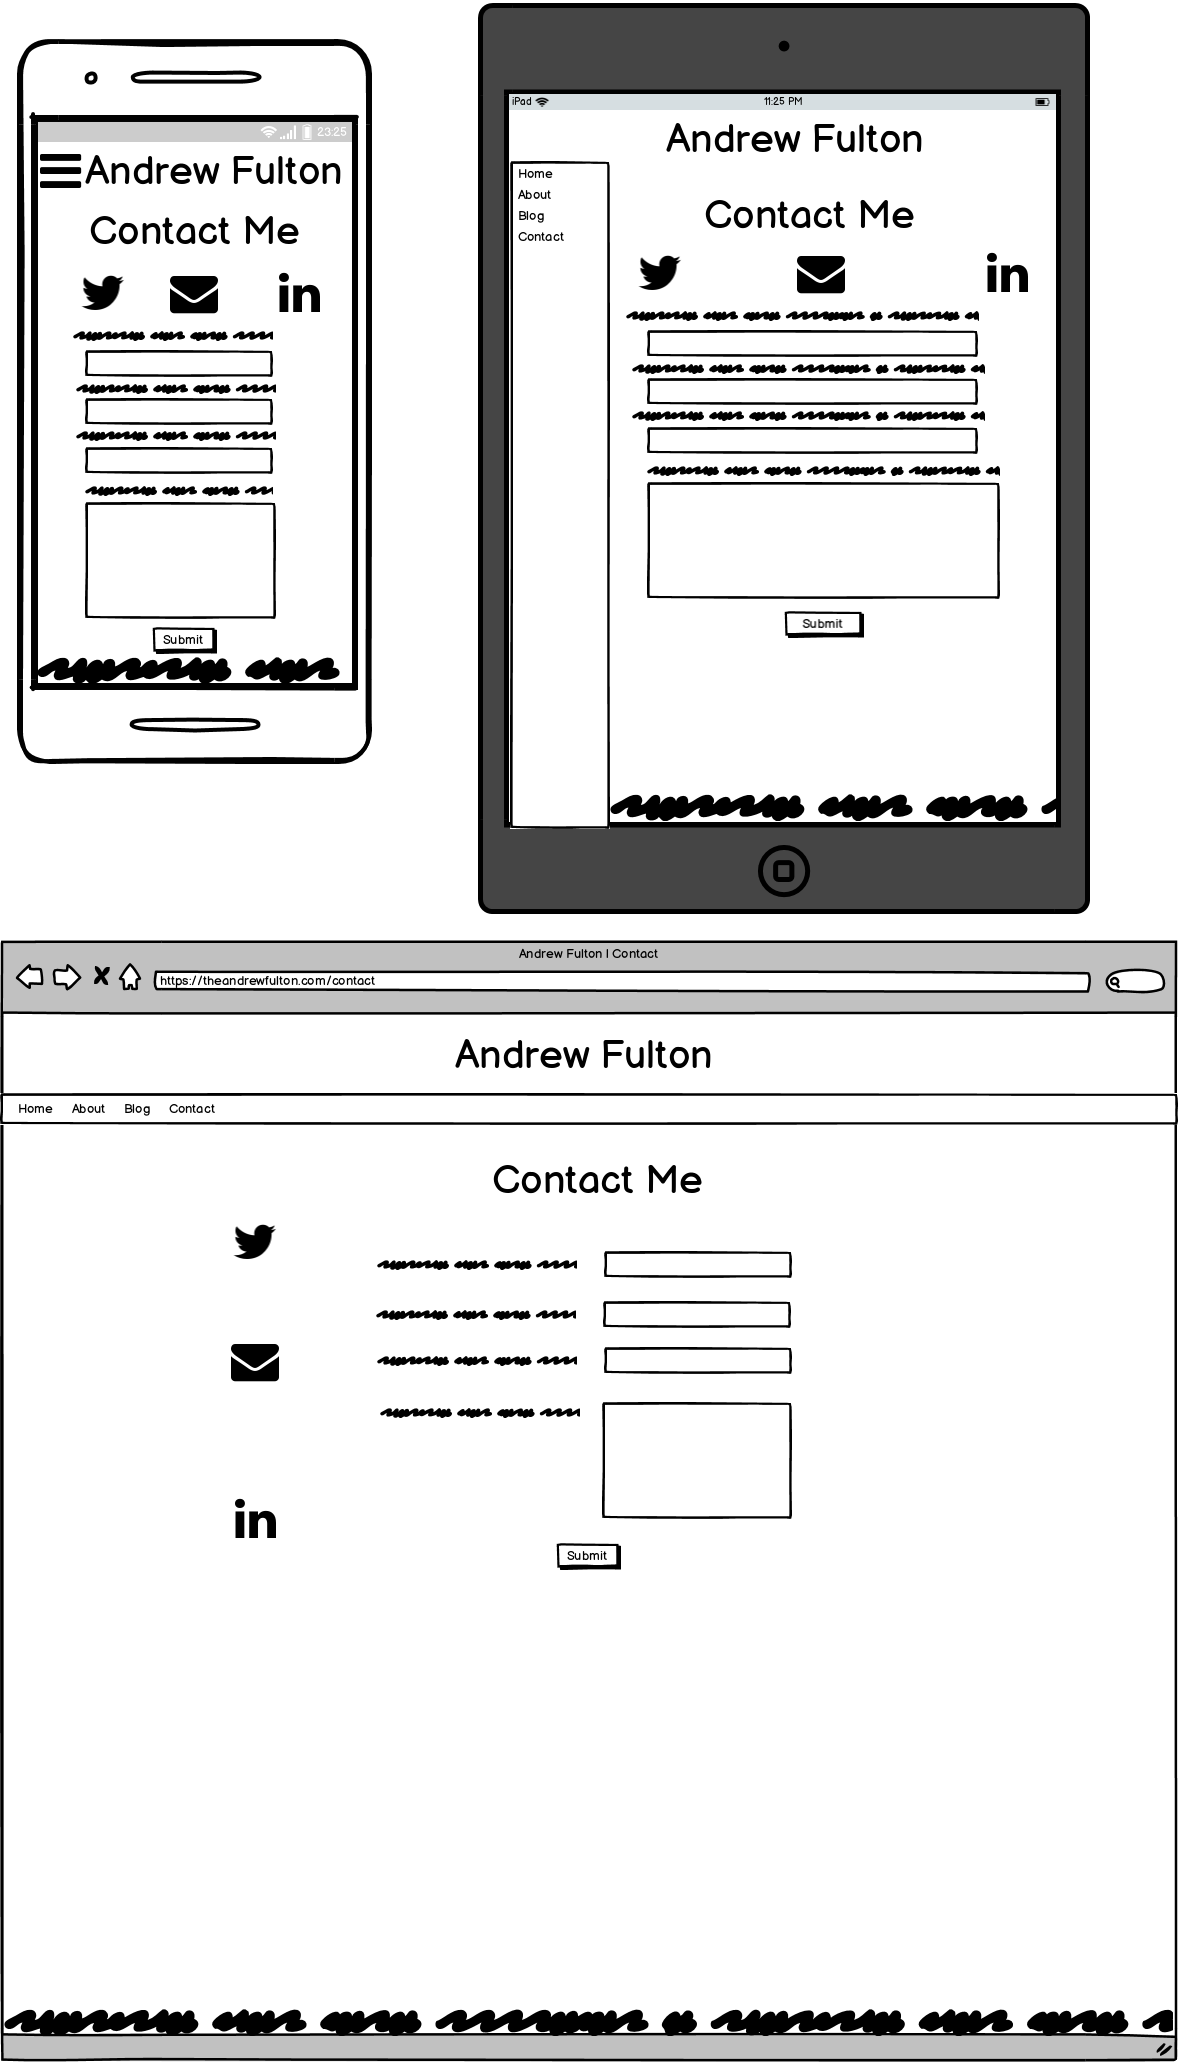 23:25
Andrew Fulton
Contact Me
in
Submit
iPad 11:25 PM
Andrew Fulton
Home
About
Blog
Contact
Contact Me
in
Submit
Andrew Fulton | Contact
https://theandrewfulton.com/contact
Andrew Fulton
Home About Blog Contact
Contact Me
in
Submit